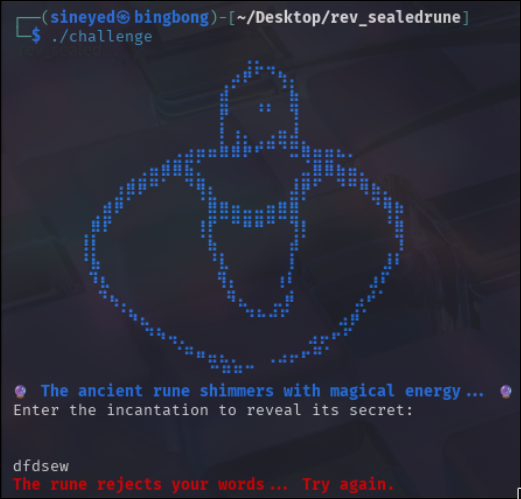 ┌──(sineyed㉿bingbong)-[~/Desktop/rev_sealedrune]
└─$ ./challenge
🔮 The ancient rune shimmers with magical energy... 🔮
Enter the incantation to reveal its secret:
dfdsew
The rune rejects your words... Try again.